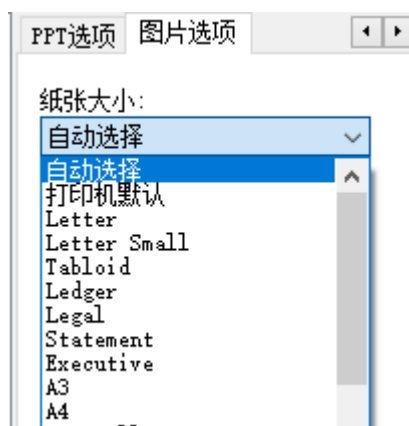 PPT选项 图片选项
纸张大小:
自动选择
自动选择
打印机默认
Letter
Letter Small
Tabloid
Ledger
Legal
Statement
Executive
A3
A4